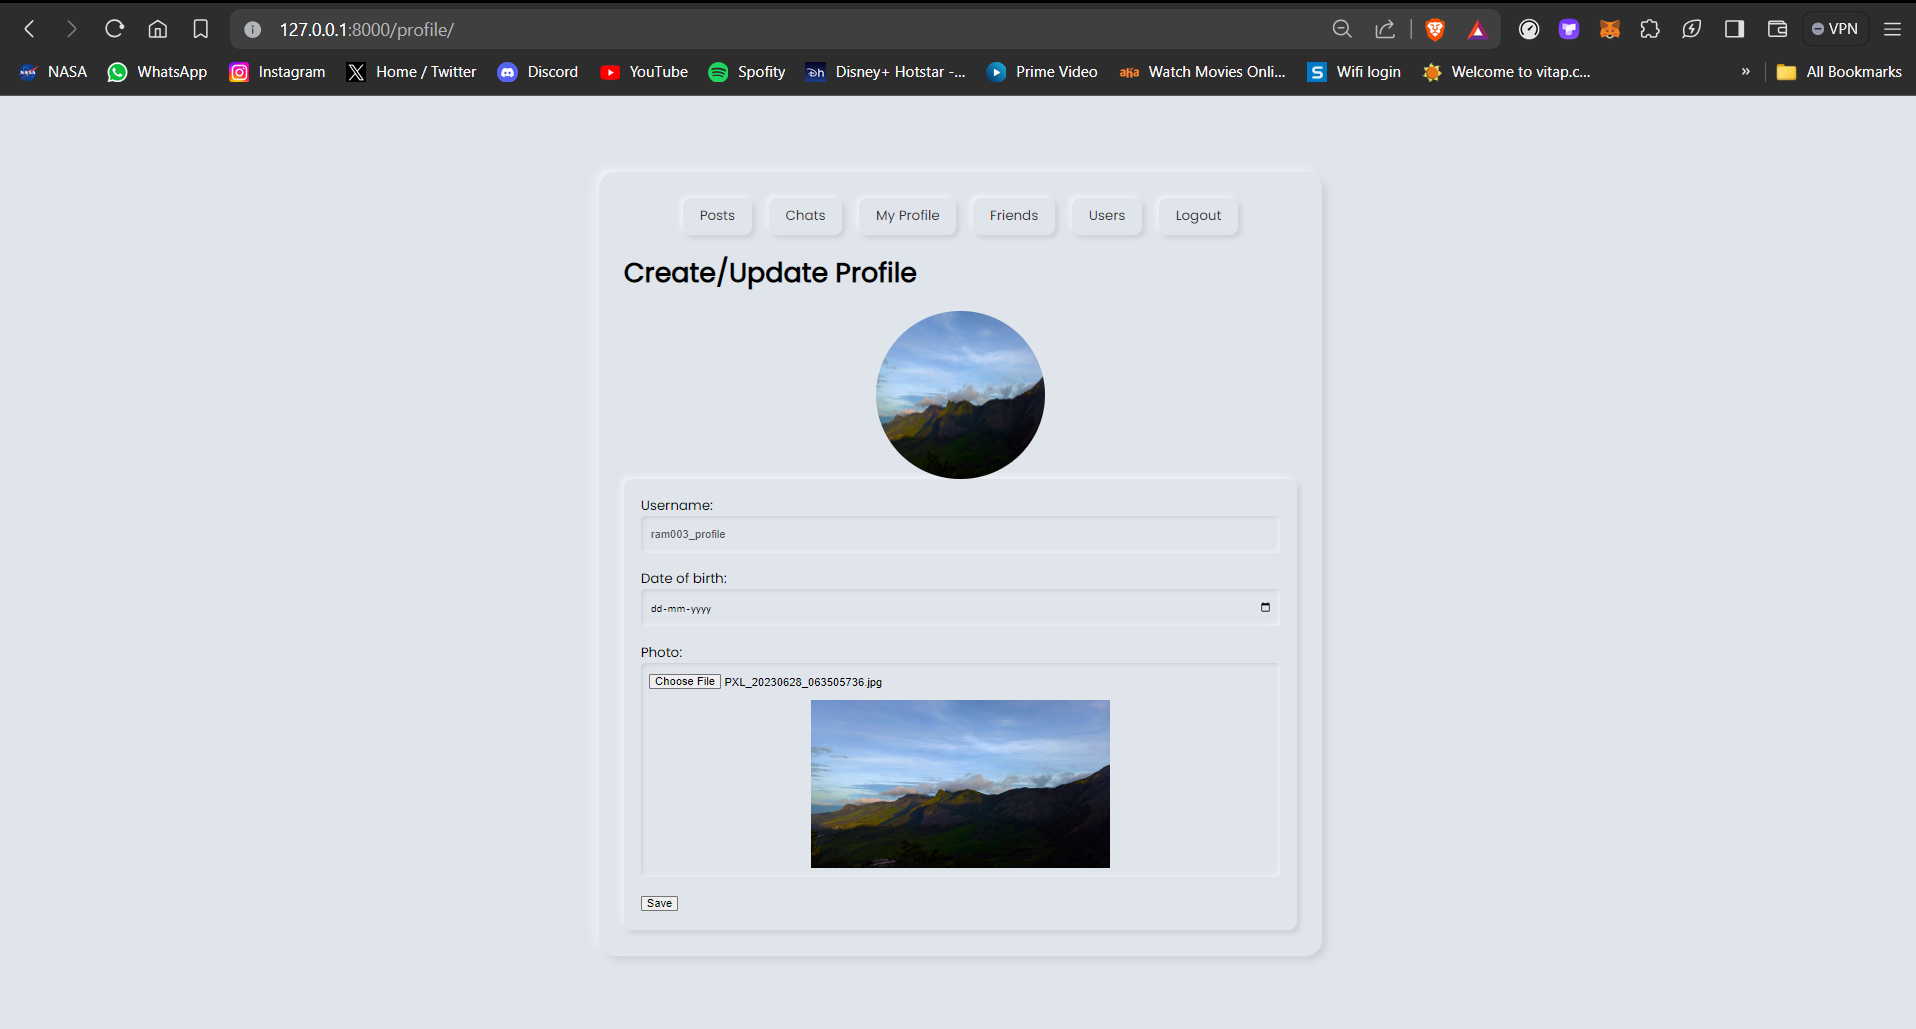 127.0.0.1:8000/profile/
VPN
NASA WhatsApp Instagram Home / Twitter Discord YouTube Spofity Disney+ Hotstar -... Prime Video Watch Movies Onli... Wifi login Welcome to vitap.c... » All Bookmarks
Posts Chats My Profile Friends Users Logout
Create/Update Profile
Username:
ram003_profile
Date of birth:
dd-mm-yyyy
Photo:
Choose File PXL_20230628_063505736.jpg
Save